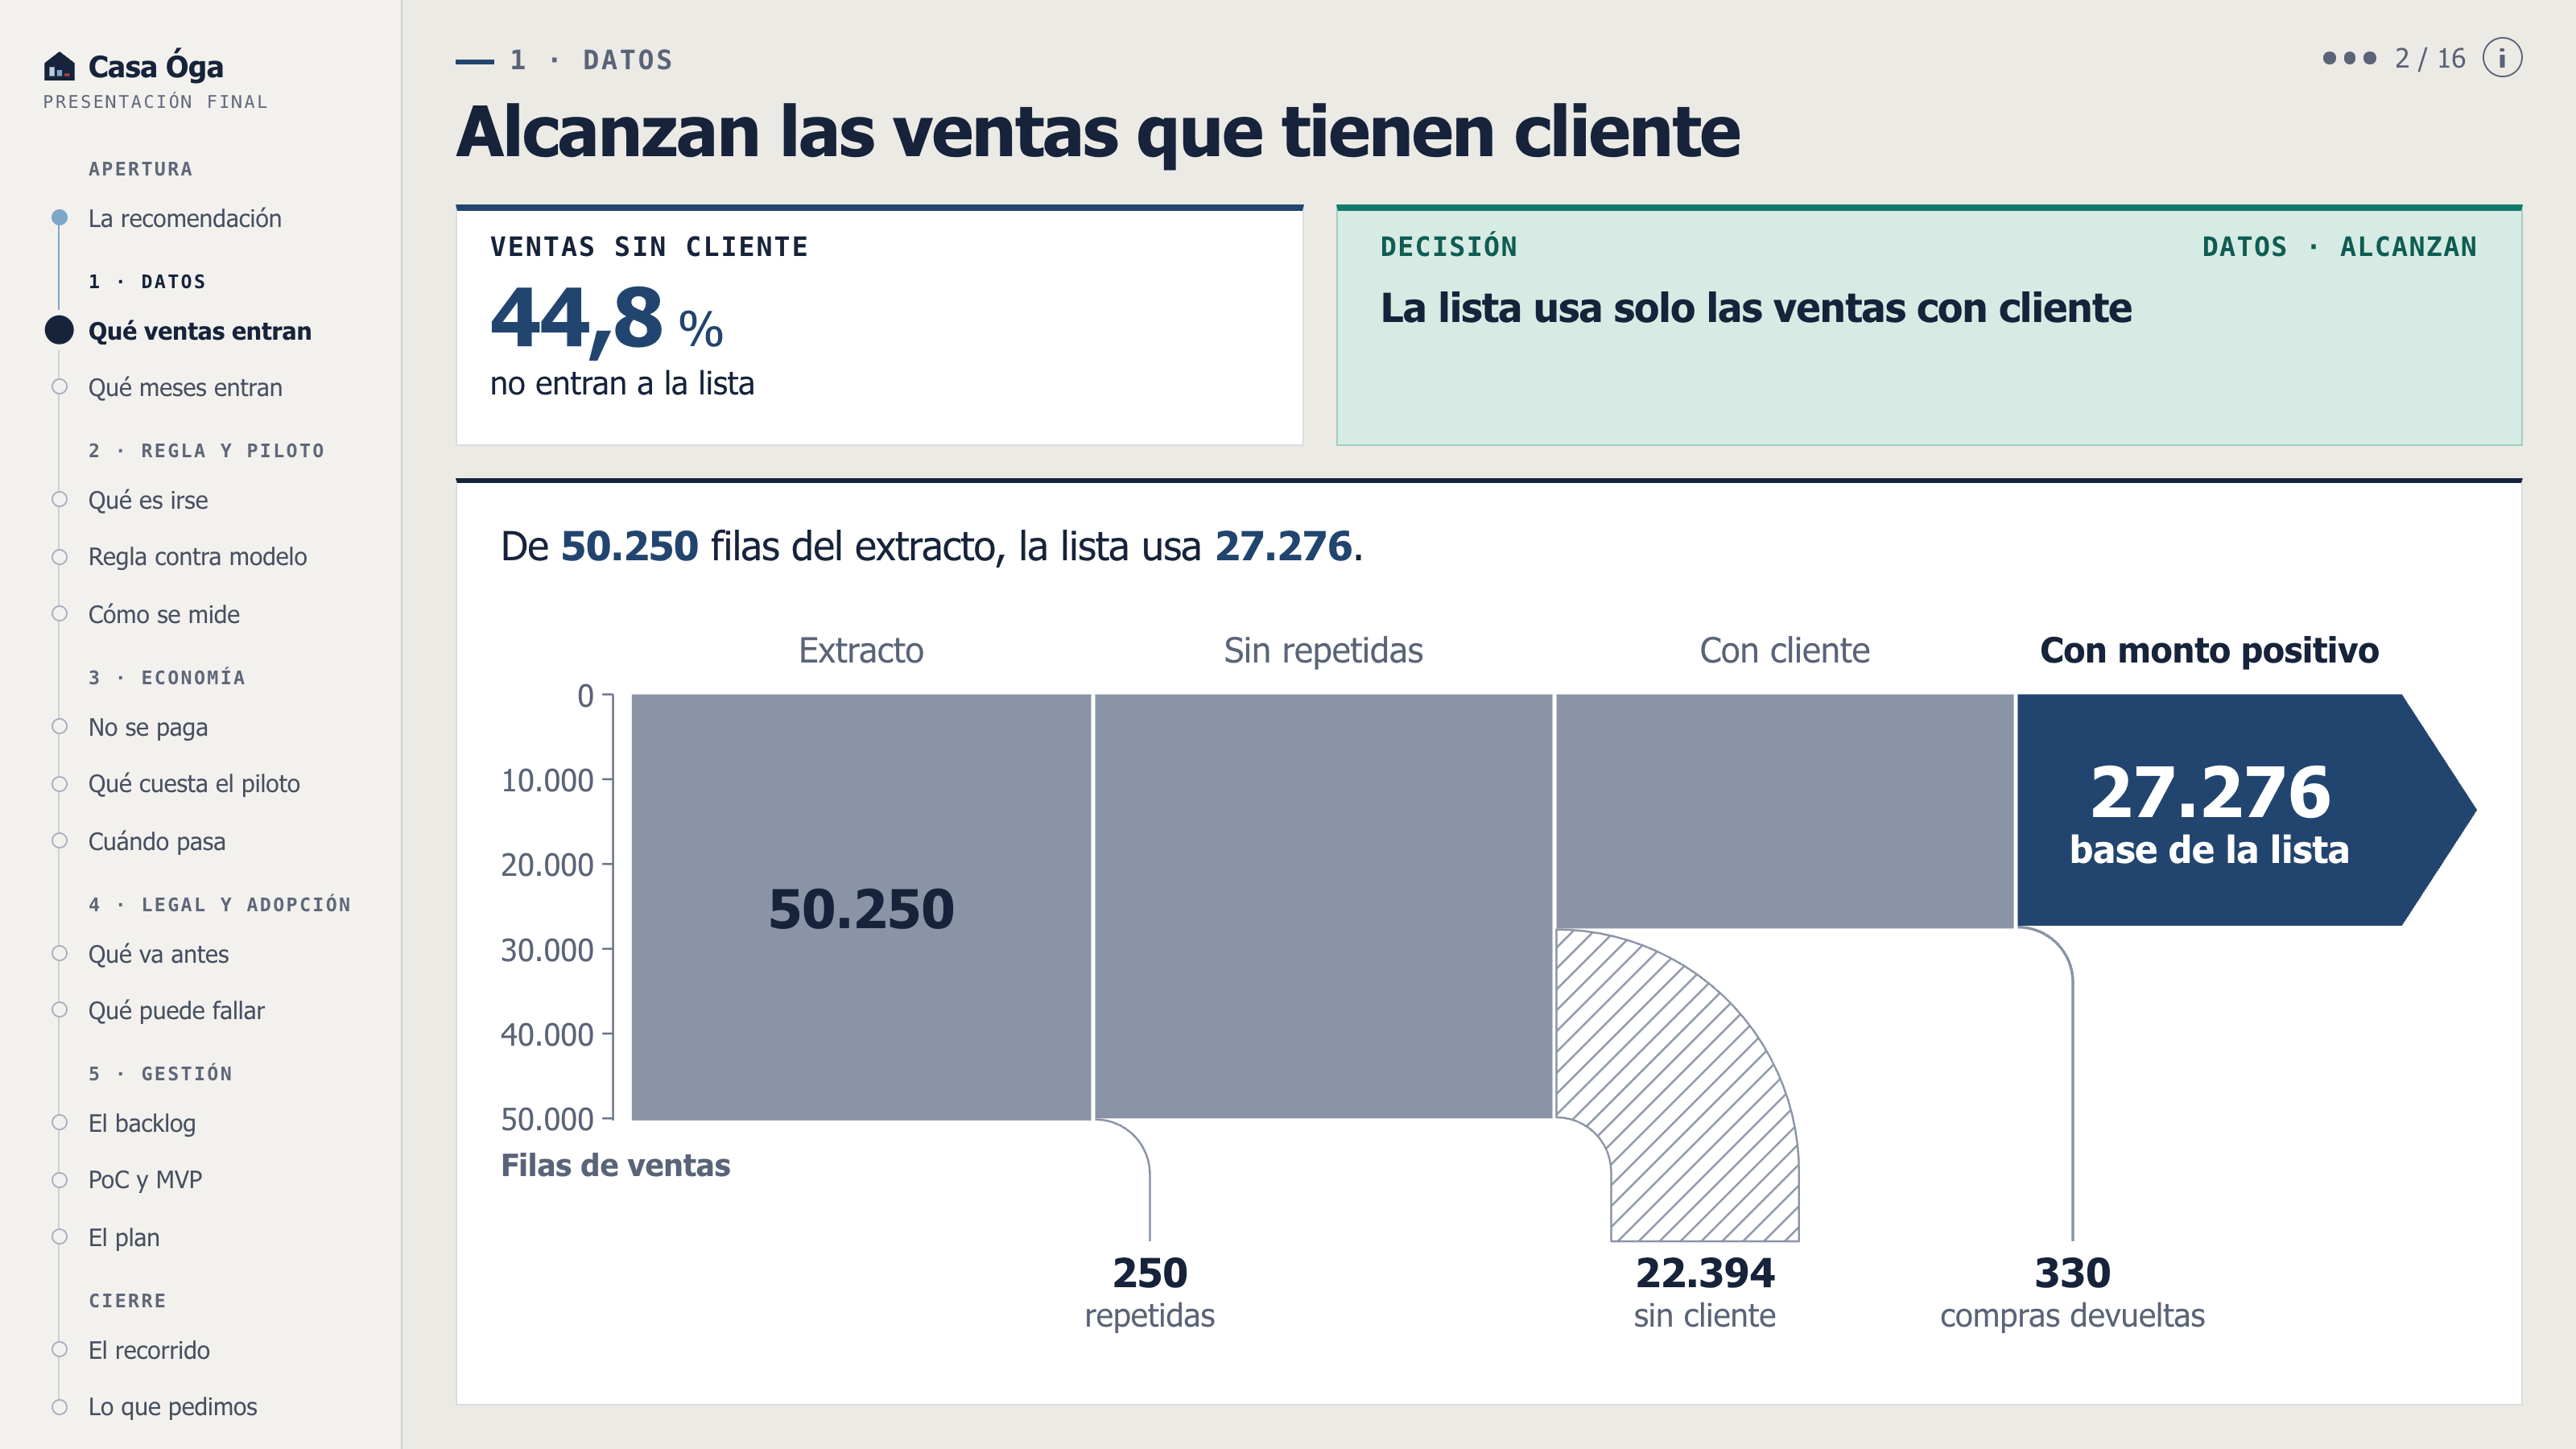 Casa Óga
PRESENTACIÓN FINAL
APERTURA
La recomendación
1 · DATOS
Qué ventas entran
Qué meses entran
2 · REGLA Y PILOTO
Qué es irse
Regla contra modelo
Cómo se mide
3 · ECONOMÍA
No se paga
Qué cuesta el piloto
Cuándo pasa
4 · LEGAL Y ADOPCIÓN
Qué va antes
Qué puede fallar
5 · GESTIÓN
El backlog
PoC y MVP
El plan
CIERRE
El recorrido
Lo que pedimos
1 · DATOS
2 / 16
i
Alcanzan las ventas que tienen cliente
VENTAS SIN CLIENTE
44,8 %
no entran a la lista
DECISIÓN
DATOS · ALCANZAN
La lista usa solo las ventas con cliente
De 50.250 filas del extracto, la lista usa 27.276.
Extracto
Sin repetidas
Con cliente
Con monto positivo
0
10.000
20.000
30.000
40.000
50.000
Filas de ventas
50.250
27.276
base de la lista
250
repetidas
22.394
sin cliente
330
compras devueltas